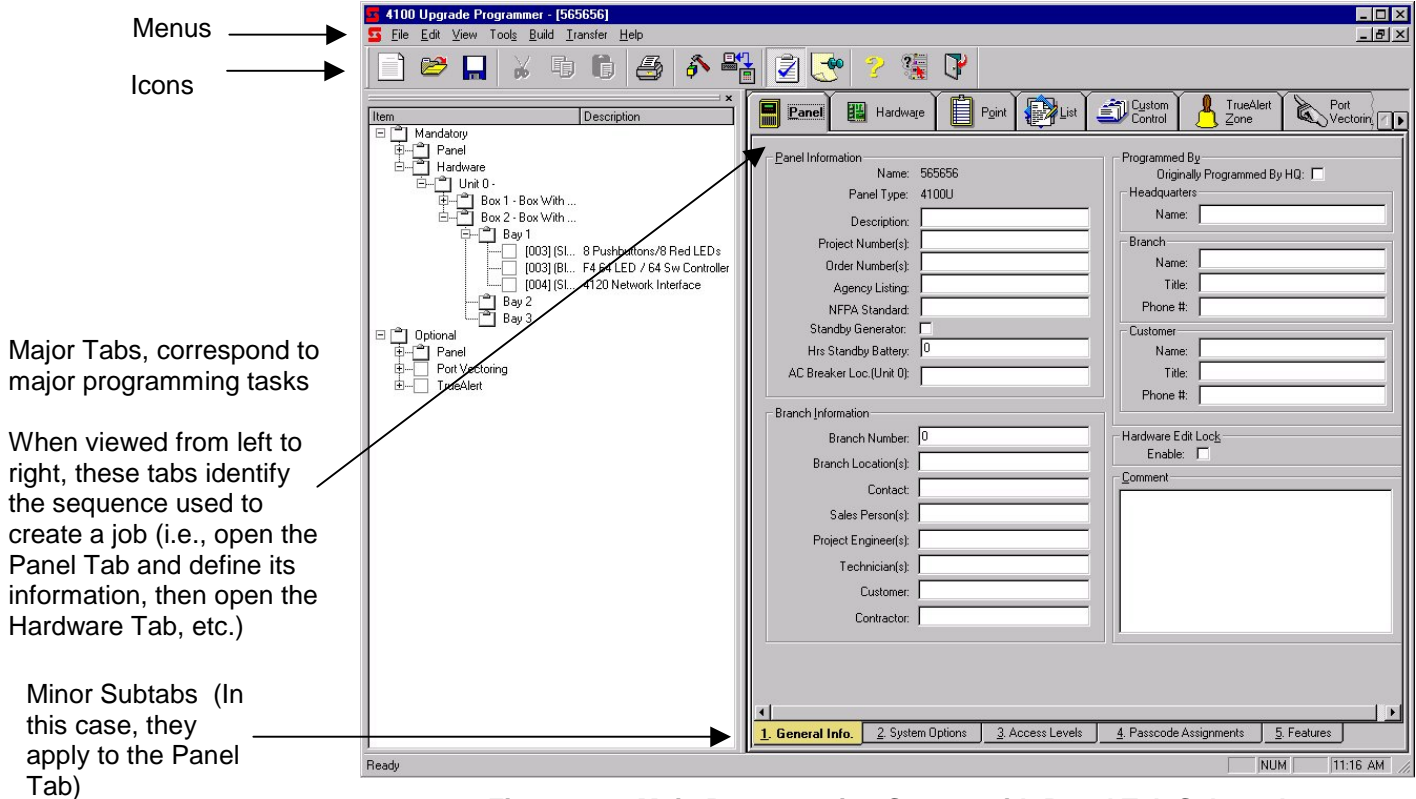 Menus
Icons
Major Tabs, correspond to
major programming tasks
When viewed from left to
right, these tabs identify
the sequence used to
create a job (i.e., open the
Panel Tab and define its
information, then open the
Hardware Tab, etc.)
Minor Subtabs (In
this case, they
apply to the Panel
Tab)
4100 Upgrade Programmer - [565656]
File Edit View Tools Build Transfer Help
Item Description
Mandatory
Panel
Hardware
Unit 0 -
Box 1 - Box With ...
Box 2 - Box With ...
Bay 1
[003] (Sl... 8 Pushbuttons/8 Red LEDs
[003] (Bl... F4 64 LED / 64 Sw Controller
[004] (Sl... 4120 Network Interface
Bay 2
Bay 3
Optional
Panel
Port Vectoring
TrueAlert
Panel Hardware Point List Custom Control TrueAlert Zone Port Vectoring
Panel Information
Name: 565656
Panel Type: 4100U
Description:
Project Number(s):
Order Number(s):
Agency Listing:
NFPA Standard:
Standby Generator:
Hrs Standby Battery: 0
AC Breaker Loc.(Unit 0):
Branch Information
Branch Number: 0
Branch Location(s):
Contact:
Sales Person(s):
Project Engineer(s):
Technician(s):
Customer:
Contractor:
Programmed By
Originally Programmed By HQ:
Headquarters
Name:
Branch
Name:
Title:
Phone #:
Customer
Name:
Title:
Phone #:
Hardware Edit Lock
Enable:
Comment
1. General Info. 2. System Options 3. Access Levels 4. Passcode Assignments 5. Features
Ready NUM 11:16 AM